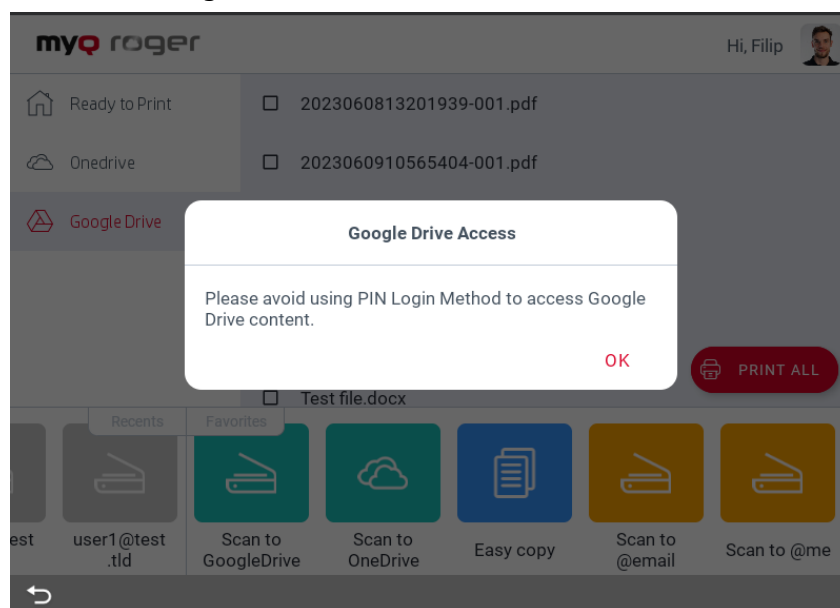 myQ roger
Hi, Filip
Ready to Print
2023060813201939-001.pdf
Onedrive
2023060910565404-001.pdf
Google Drive
Google Drive Access
Please avoid using PIN Login Method to access Google
Drive content.
OK
PRINT ALL
Test file.docx
Recents
Favorites
est
user1@test
.tld
Scan to
GoogleDrive
Scan to
OneDrive
Easy copy
Scan to
@email
Scan to @me